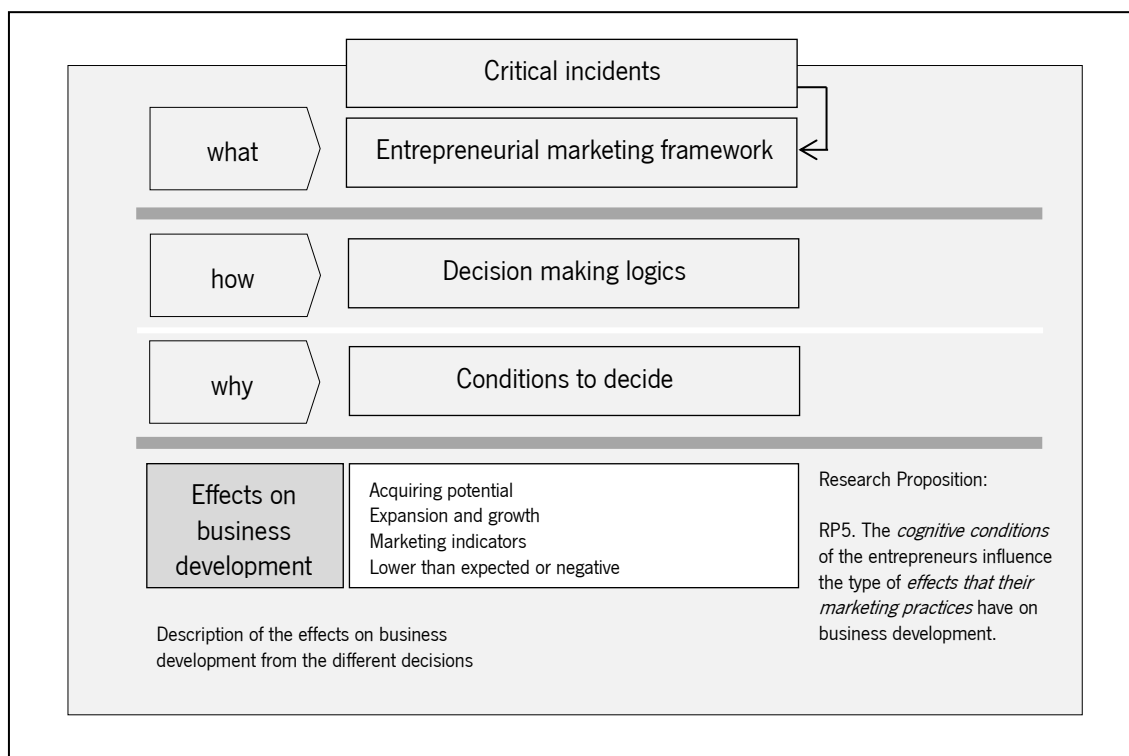 Critical incidents
what
Entrepreneurial marketing framework
how
Decision making logics
why
Conditions to decide
Effects on
business
development
Acquiring potential
Expansion and growth
Marketing indicators
Lower than expected or negative
Research Proposition:
RP5. The cognitive conditions
of the entrepreneurs influence
the type of effects that their
marketing practices have on
business development.
Description of the effects on business
development from the different decisions